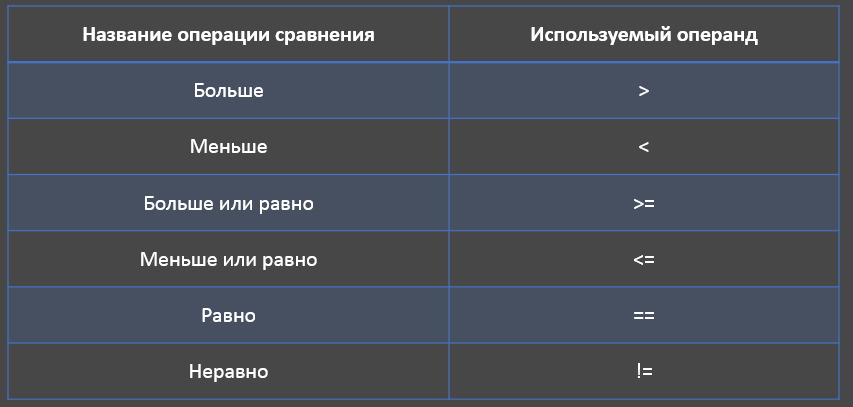 Название операции сравнения Используемый операнд
Больше >
Меньше <
Больше или равно >=
Меньше или равно <=
Равно ==
Неравно !=